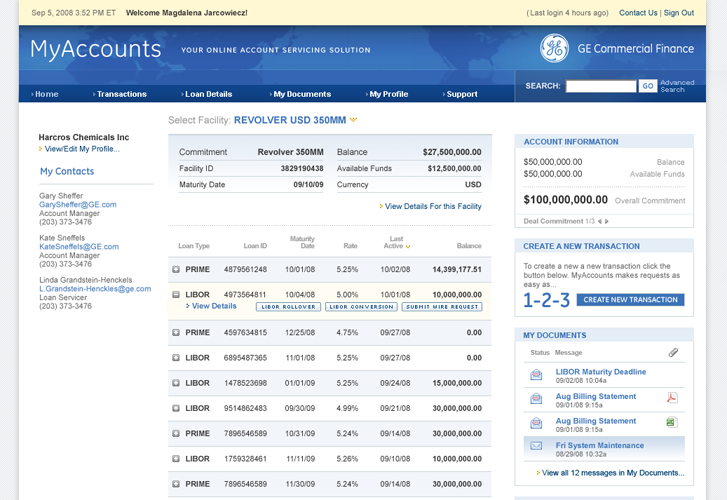 Sep 5, 2008 3:52 PM ET Welcome Magdalena Jarcowiecz! (Last login 4 hours ago) Contact Us | Sign Out
MyAccounts YOUR ONLINE ACCOUNT SERVICING SOLUTION GE Commercial Finance
Home Transactions Loan Details My Documents My Profile Support SEARCH: GO Advanced Search
Select Facility: REVOLVER USD 350MM
Harcros Chemicals Inc
View/Edit My Profile...
My Contacts
Gary Sheffer
GarySheffer@GE.com
Account Manager
(203) 373-3476
Kate Sneffels
KateSneffels@GE.com
Account Manager
(203) 373-3476
Linda Grandstein-Henckels
L.Grandstein-Henckles@ge.com
Loan Servicer
(203) 373-3476
Commitment Revolver 350MM Balance $27,500,000.00
Facility ID 3829190438 Available Funds $12,500,000.00
Maturity Date 09/10/09 Currency USD
View Details For this Facility
Loan Type Loan ID Maturity Date Rate Last Active Balance
PRIME 4879561248 10/01/08 5.25% 10/02/08 14,399,177.51
LIBOR 4973564811 10/04/08 5.00% 10/01/08 10,000,000.00
View Details LIBOR ROLLOVER LIBOR CONVERSION SUBMIT WIRE REQUEST
PRIME 4597634815 12/25/08 4.75% 09/27/08 0.00
LIBOR 6895487365 11/01/08 5.25% 09/27/08 0.00
LIBOR 1478523698 01/01/09 5.25% 09/24/08 15,000,000.00
LIBOR 9514862483 09/30/09 4.99% 09/21/08 30,000,000.00
PRIME 7896546589 10/31/09 5.24% 09/14/08 30,000,000.00
LIBOR 1759328461 11/11/09 5.26% 09/10/08 10,000,000.00
PRIME 7896546589 11/30/09 5.24% 09/14/08 30,000,000.00
ACCOUNT INFORMATION
$50,000,000.00 Balance
$50,000,000.00 Available Funds
$100,000,000.00 Overall Commitment
Deal Commitment 1/3
CREATE A NEW TRANSACTION
To create a new a new transaction click the
button below. MyAccounts makes requests as
easy as...
1-2-3 CREATE NEW TRANSACTION
MY DOCUMENTS
Status Message
LIBOR Maturity Deadline
09/02/08 10:04a
Aug Billing Statement
09/01/08 9:15a
Aug Billing Statement
09/01/08 9:15a
Fri System Maintenance
08/29/08 10:32a
View all 12 messages in My Documents...